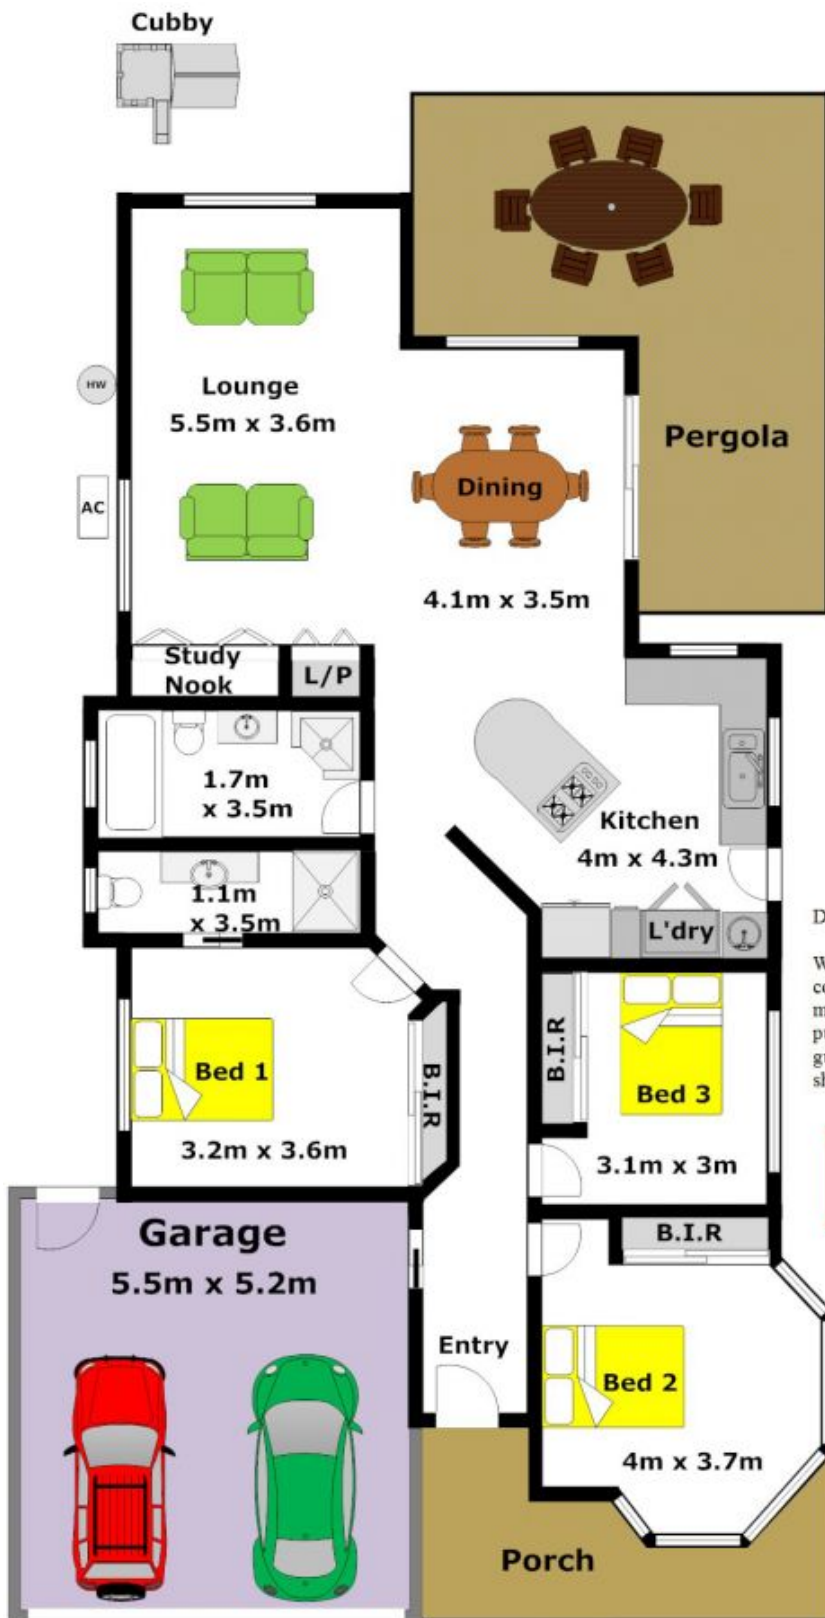 Cubby
HW
Lounge
5.5m x 3.6m
Pergola
AC
Dining
4.1m x 3.5m
Study
Nook
L/P
1.7m
x 3.5m
Kitchen
4m x 4.3m
1.1m
x 3.5m
L'dry
Bed 1
B.I.R
3.2m x 3.6m
B.I.R
Bed 3
3.1m x 3m
Garage
5.5m x 5.2m
B.I.R
Entry
Bed 2
4m x 3.7m
Porch